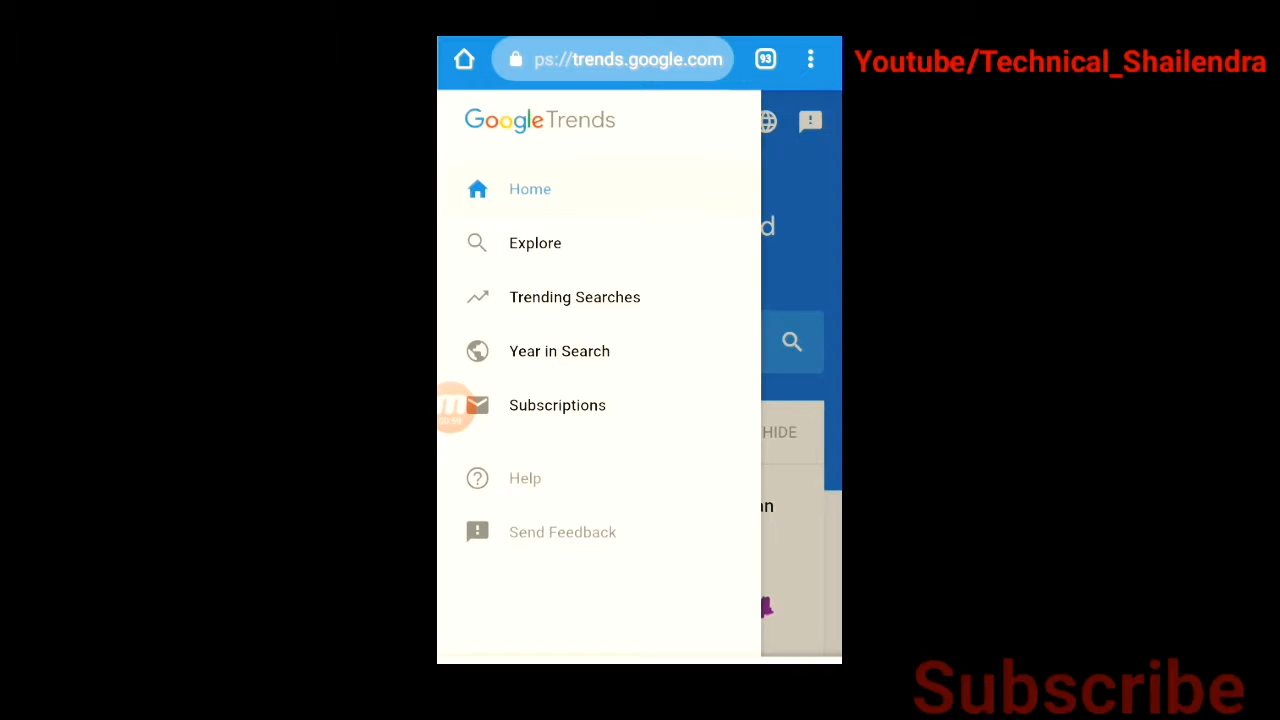 ps://trends.google.com
93
Youtube/Technical_Shailendra
Google Trends
Home
d
Explore
Trending Searches
Year in Search
Subscriptions
HIDE
Help
an
Send Feedback
Subscribe